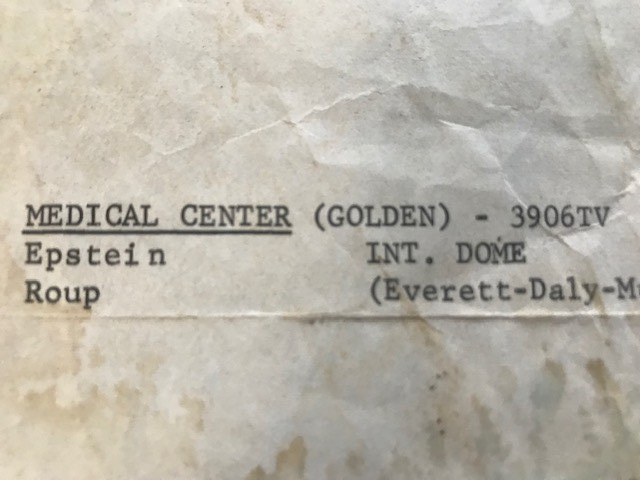 MEDICAL CENTER (GOLDEN) - 3906TV
Epstein INT. DOME
Roup (Everett-Daly-